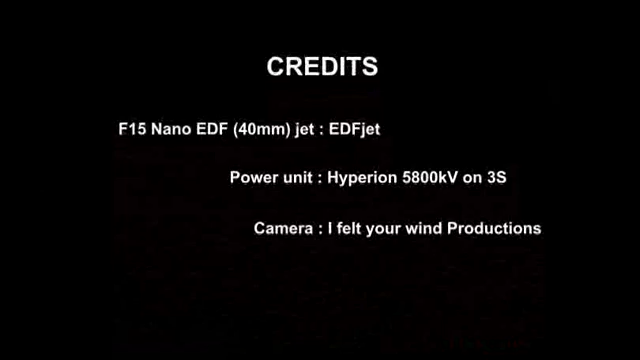 CREDITS
F15 Nano EDF (40mm) jet : EDFjet
Power unit : Hyperion 5800kV on 3S
Camera : I felt your wind Productions